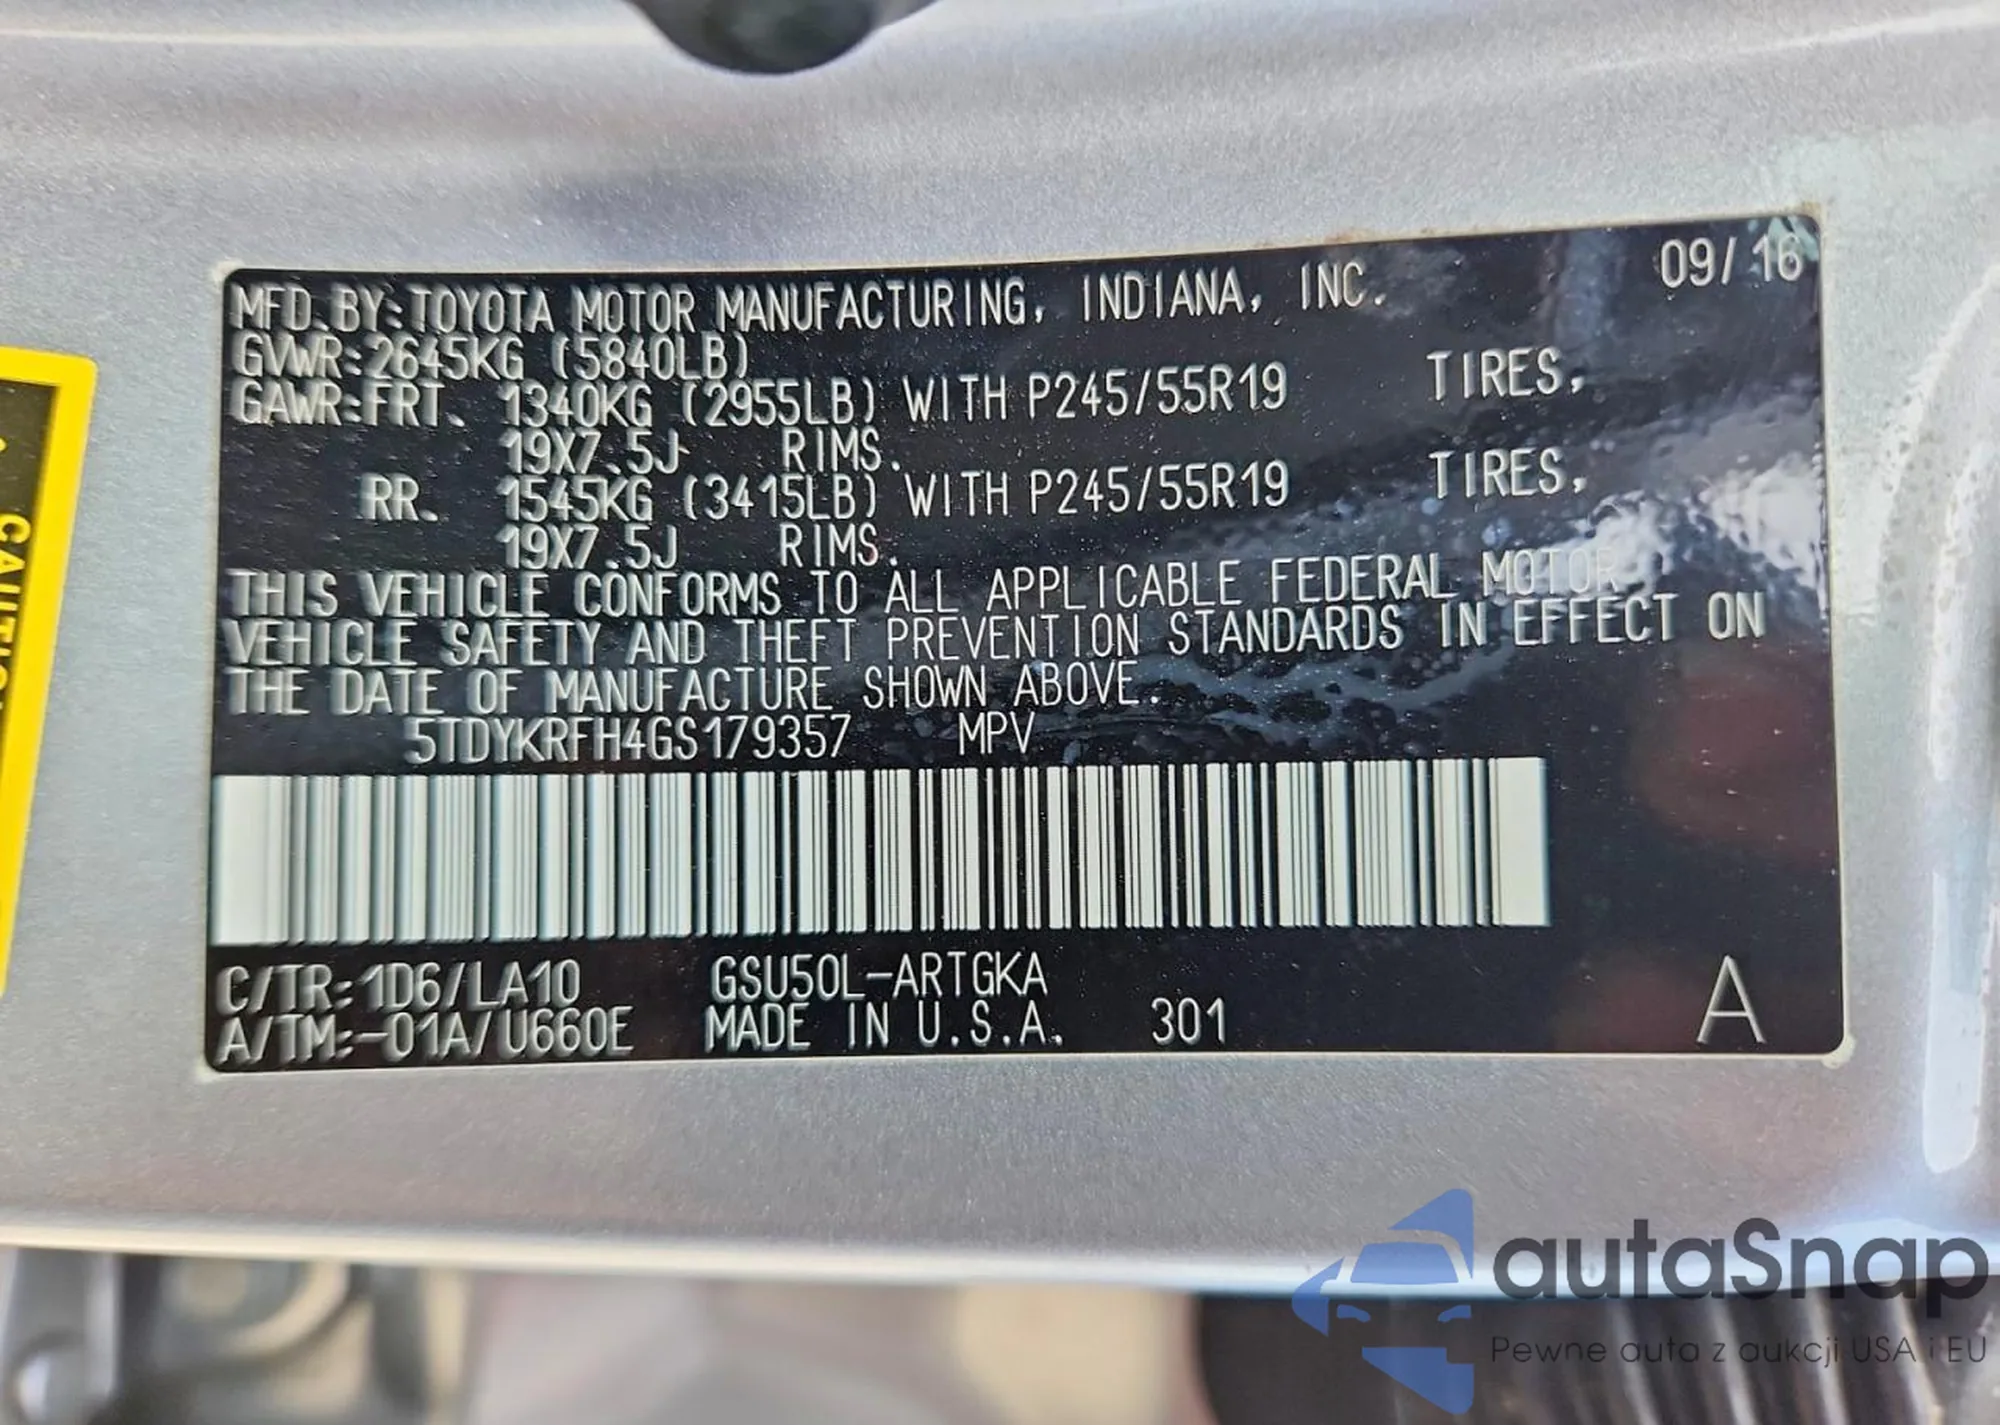 09/16
MFD.BY:TOYOTA MOTOR MANUFACTURING, INDIANA, INC.
GVWR:2645KG (5840LB)
GAWR:FRT. 1340KG (2955LB) WITH P245/55R19 TIRES,
19X7.5J RIMS.
RR. 1545KG (3415LB) WITH P245/55R19 TIRES,
19X7.5J RIMS.
THIS VEHICLE CONFORMS TO ALL APPLICABLE FEDERAL MOTOR
VEHICLE SAFETY AND THEFT PREVENTION STANDARDS IN EFFECT ON
THE DATE OF MANUFACTURE SHOWN ABOVE.
5TDYKRFH4GS179357 MPV
C/TR:1D6/LA10 GSU50L-ARTGKA
A/TM:-01A/U660E MADE IN U.S.A. 301
A
CAUTION
autaSnap
Pewne auta z aukcji USA i EU